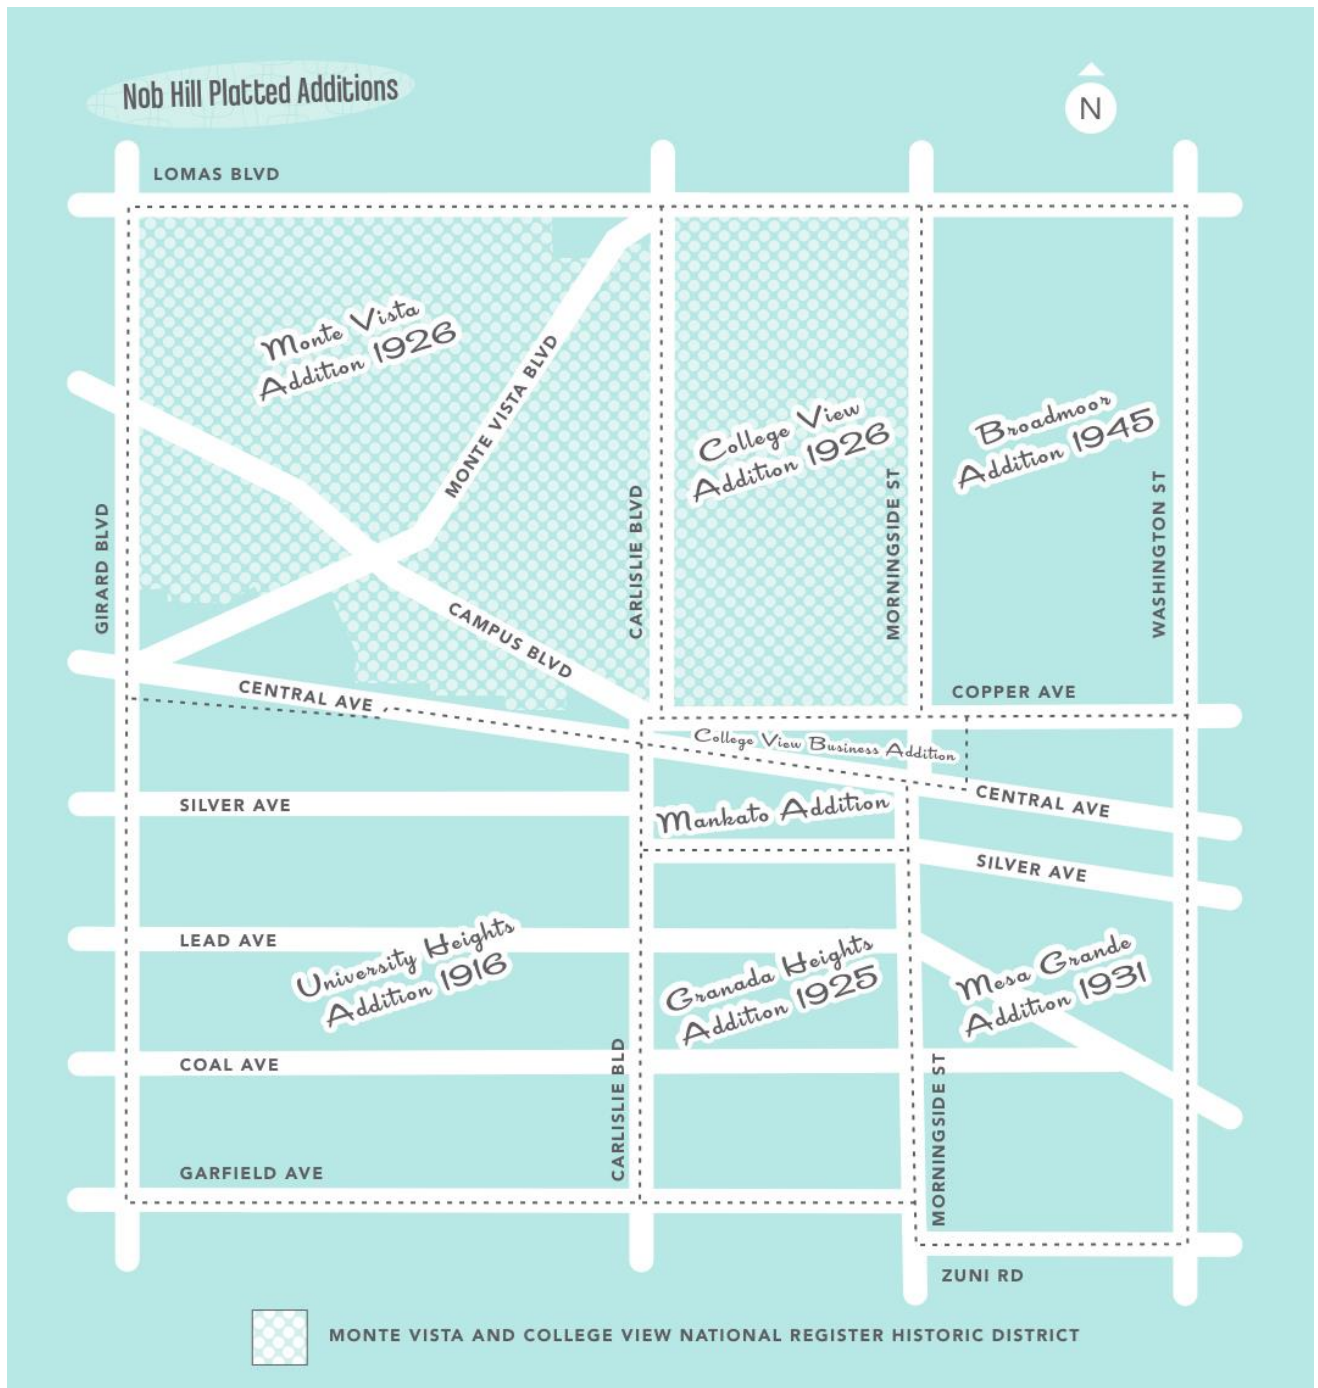 Nob Hill Platted Additions
N
LOMAS BLVD
Monte Vista
Addition 1926
MONTE VISTA BLVD
College View
Addition 1926
Broadmoor
Addition 1945
GIRARD BLVD
CARLISLIE BLVD
MORNINGSIDE ST
WASHINGTON ST
CAMPUS BLVD
CENTRAL AVE
COPPER AVE
College View Business Addition
SILVER AVE
Mankato Addition
CENTRAL AVE
SILVER AVE
LEAD AVE
University Heights
Addition 1916
Granada Heights
Addition 1925
Mesa Grande
Addition 1931
COAL AVE
CARLISLIE BLD
MORNINGSIDE ST
GARFIELD AVE
ZUNI RD
MONTE VISTA AND COLLEGE VIEW NATIONAL REGISTER HISTORIC DISTRICT